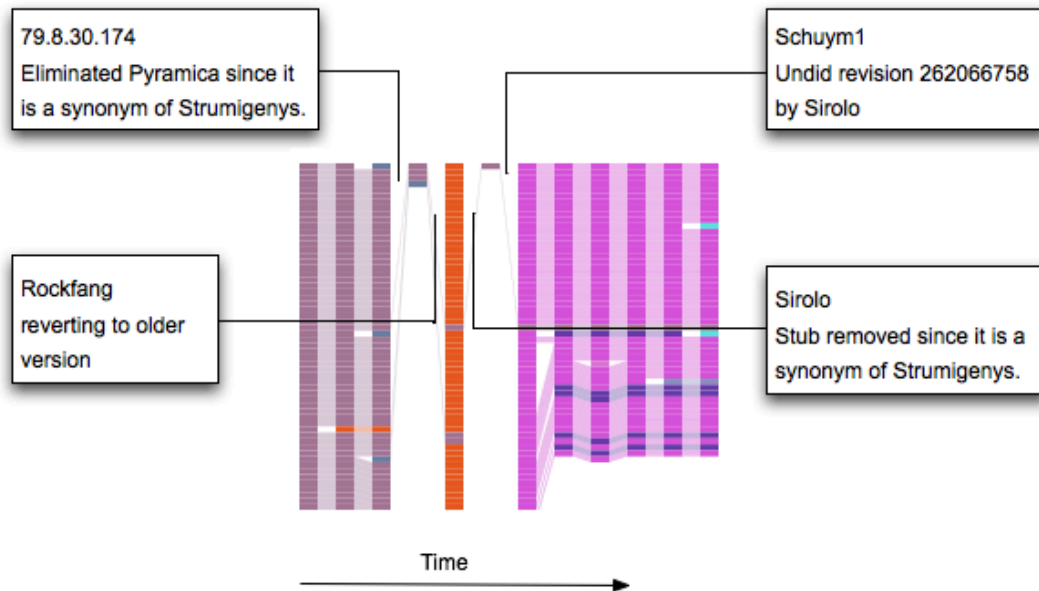 79.8.30.174
Eliminated Pyramica since it
is a synonym of Strumigenys.
Schuym1
Undid revision 262066758
by Sirolo
Rockfang
reverting to older
version
Sirolo
Stub removed since it is a
synonym of Strumigenys.
Time